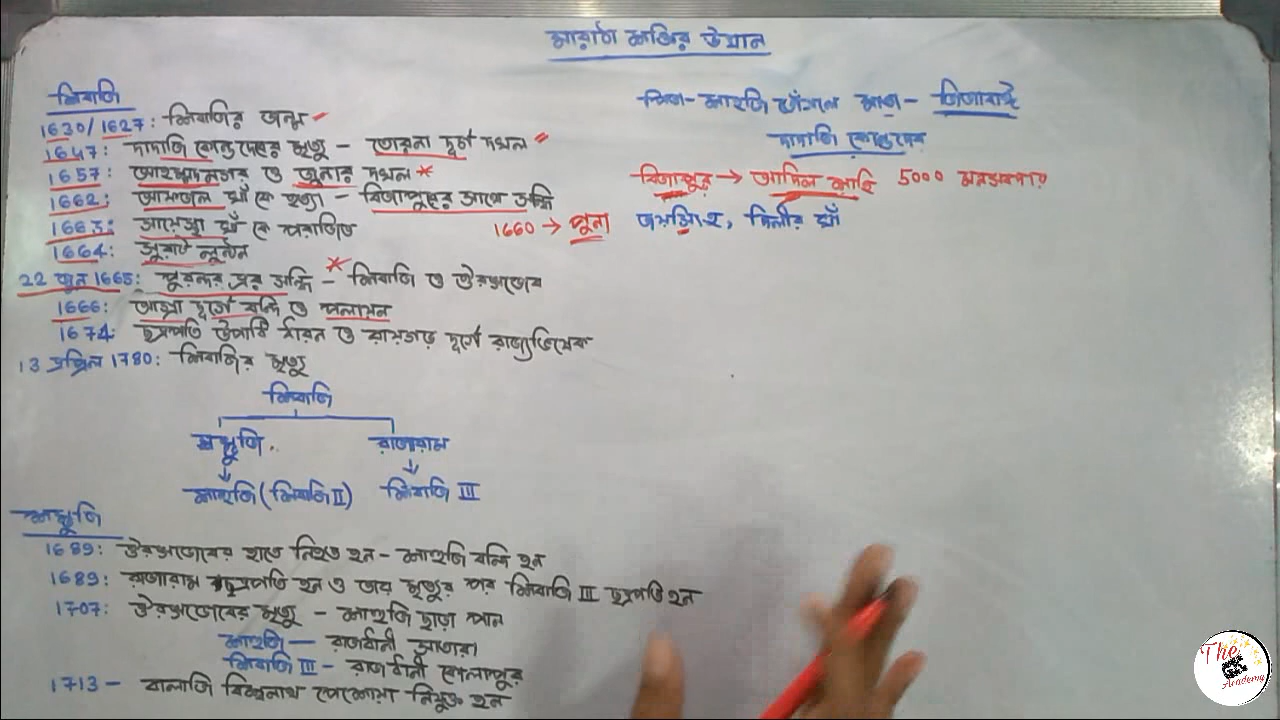 মারাঠা শক্তির উত্থান
শিবাজি
1630/1627: শিবাজির জন্ম
1647: দাদাজি কোন্ডদেবের মৃত্যু – তোরনা দুর্গ দখল
1657: আহম্মদনগর ও জুনার দখল *
1662: আফজল খাঁ কে হত্যা – বিজাপুরের সাথে সন্ধি
1663: সায়েস্তা খাঁ কে পরাজিত
1664: সুরাট লুন্ঠন
22 জুন 1665: পুরন্দর এর সন্ধি – শিবাজি ও ঔরঙ্গজেব
1666: আগ্রা দুর্গে বন্দি ও পলায়ন
1674: ছত্রপতি উপাধি ধারন ও রায়গড় দুর্গে রাজ্যাভিষেক
13 এপ্রিল 1780: শিবাজির মৃত্যু
পিতা- শাহজি ভোঁসলে মাতা- জিজাবাঈ
দাদাজি কোন্ডদেব
বিজাপুর → আদিল শাহি 5000 মনসবদার
1660 → পুনা জয়সিংহ, দিলীর খাঁ
শিবাজি
শম্ভুজি রাজারাম
শাহুজি (শিবাজি II) শিবাজি III
শম্ভুজি
1689: ঔরঙ্গজেবের হাতে নিহত হন – শাহুজি বন্দি হন
1689: রাজারাম ছত্রপতি হন ও তার মৃত্যুর পর শিবাজি III ছত্রপতি হন
1707: ঔরঙ্গজেবের মৃত্যু – শাহুজি ছাড়া পান
শাহুজি — রাজধানী সাতারা
শিবাজি III – রাজধানী কোলাপুর
1713 – বালাজি বিশ্বনাথ পেশোয়া নিযুক্ত হন
The
Academy